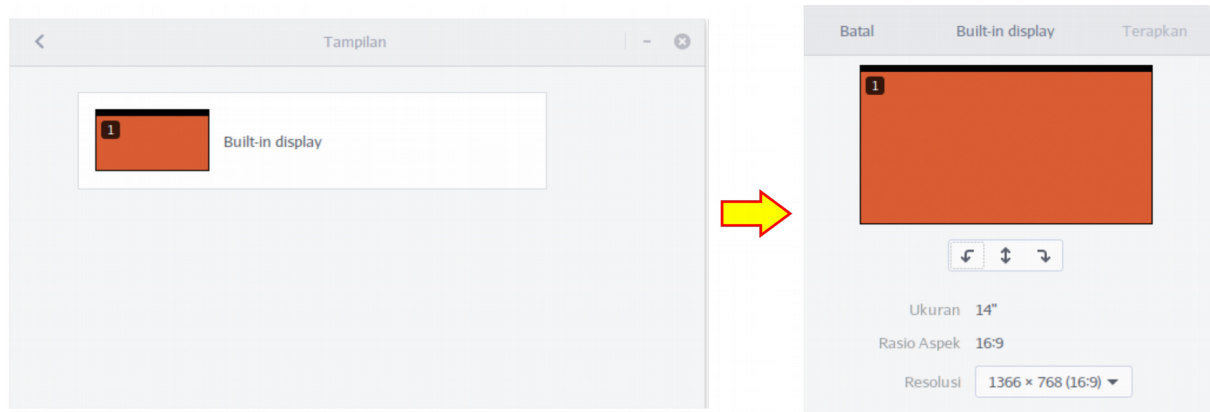 Tampilan
1
Built-in display
Batal Built-in display Terapkan
1
Ukuran 14"
Rasio Aspek 16:9
Resolusi 1366 × 768 (16:9)